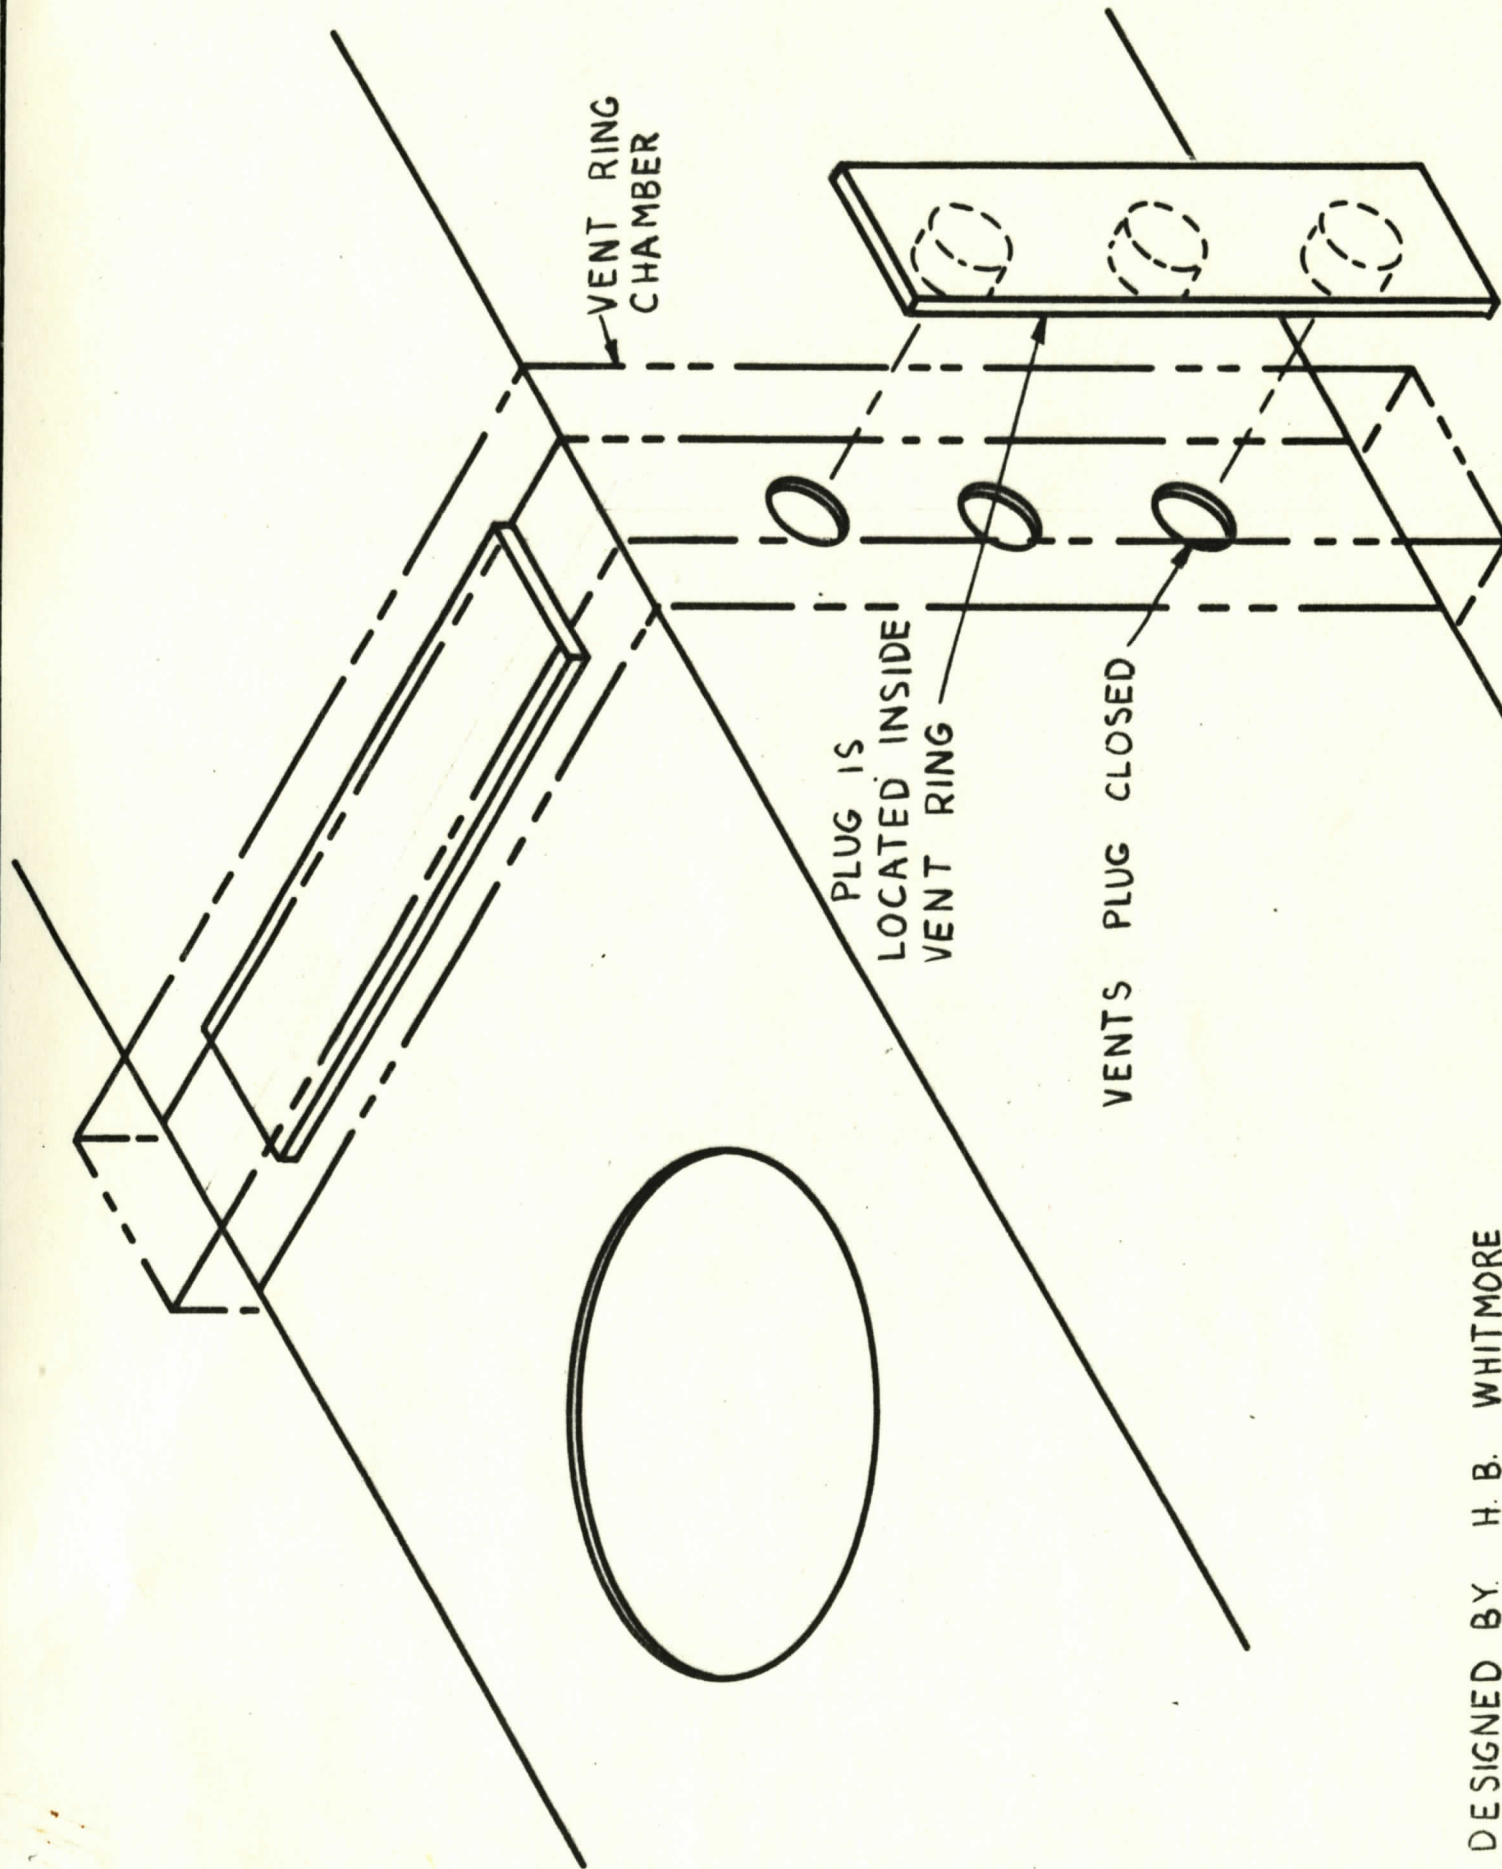 VENT RING
CHAMBER
PLUG IS
LOCATED INSIDE
VENT RING
VENTS PLUG CLOSED
DESIGNED BY. H. B. WHITMORE